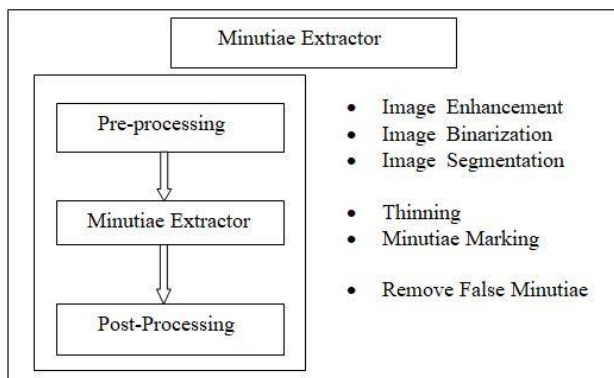 Minutiae Extractor
Pre-processing
Minutiae Extractor
Post-Processing
• Image Enhancement
• Image Binarization
• Image Segmentation
• Thinning
• Minutiae Marking
• Remove False Minutiae